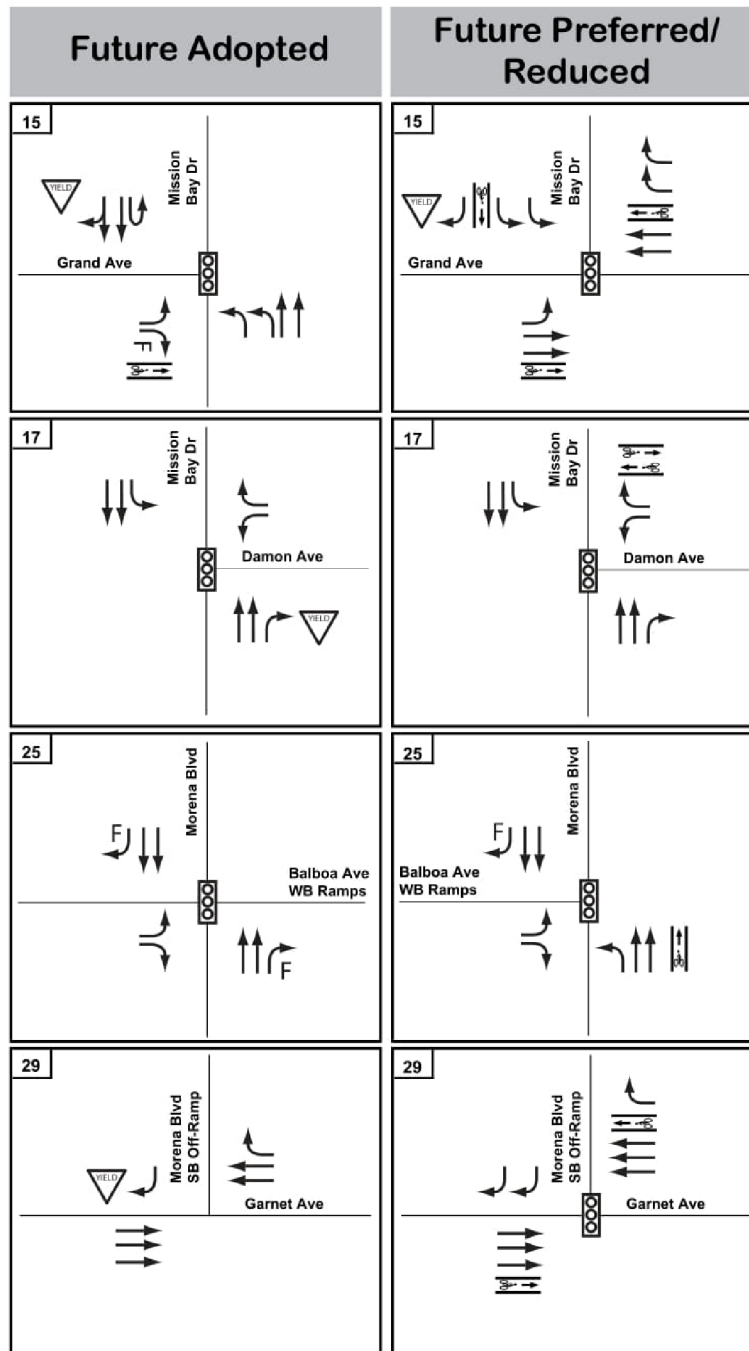 Future Adopted
Future Preferred/
Reduced
15
YIELD
Mission
Bay Dr
Grand Ave
F
15
YIELD
Mission
Bay Dr
Grand Ave
17
Mission
Bay Dr
Damon Ave
YIELD
17
Mission
Bay Dr
Damon Ave
25
Morena Blvd
F
Balboa Ave
WB Ramps
F
25
Morena Blvd
F
Balboa Ave
WB Ramps
29
Morena Blvd
SB Off-Ramp
YIELD
Garnet Ave
29
Morena Blvd
SB Off-Ramp
Garnet Ave